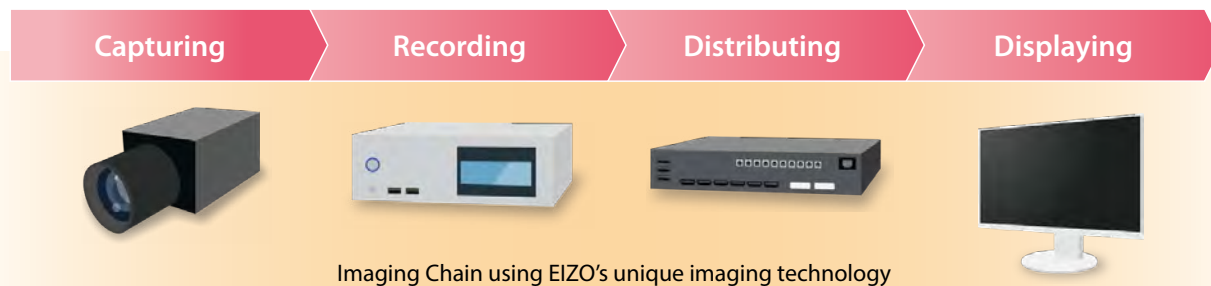 Capturing
Recording
Distributing
Displaying
Imaging Chain using EIZO's unique imaging technology